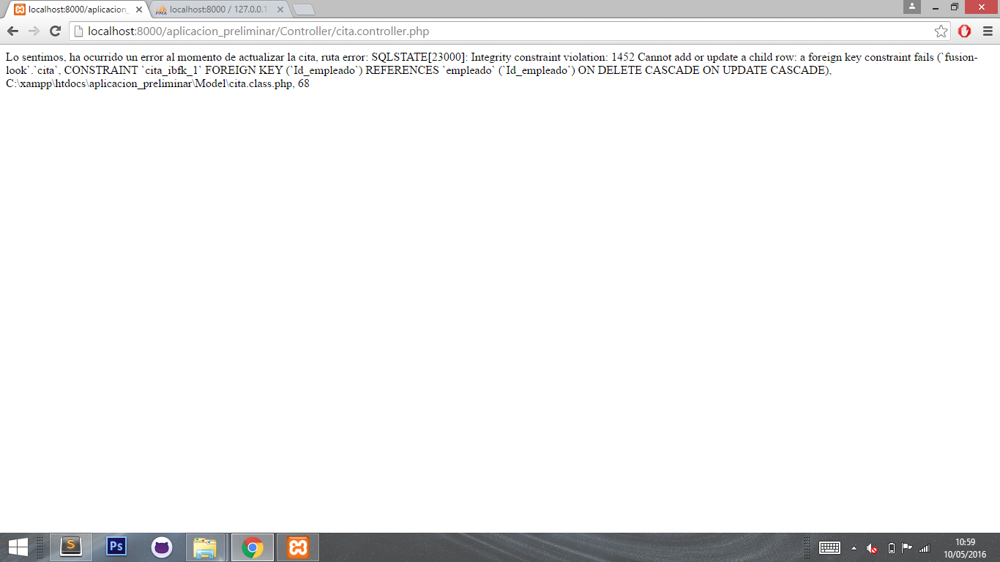 localhost:8000/aplicacion_
localhost:8000 / 127.0.0.1
localhost:8000/aplicacion_preliminar/Controller/cita.controller.php
Lo sentimos, ha ocurrido un error al momento de actualizar la cita, ruta error: SQLSTATE[23000]: Integrity constraint violation: 1452 Cannot add or update a child row: a foreign key constraint fails (`fusion-
look`.`cita`, CONSTRAINT `cita_ibfk_1` FOREIGN KEY (`Id_empleado`) REFERENCES `empleado` (`Id_empleado`) ON DELETE CASCADE ON UPDATE CASCADE),
C:\xampp\htdocs\aplicacion_preliminar\Model\cita.class.php, 68
S
Ps
10:59
10/05/2016